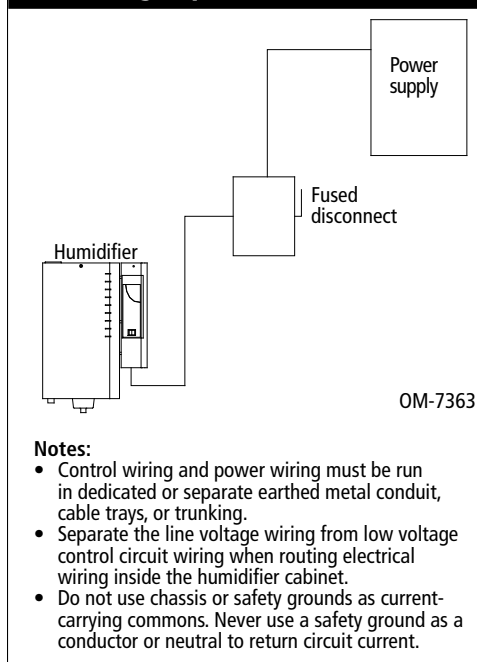 Power
supply
Fused
disconnect
Humidifier
OM-7363
Notes:
• Control wiring and power wiring must be run
in dedicated or separate earthed metal conduit,
cable trays, or trunking.
• Separate the line voltage wiring from low voltage
control circuit wiring when routing electrical
wiring inside the humidifier cabinet.
• Do not use chassis or safety grounds as current-
carrying commons. Never use a safety ground as a
conductor or neutral to return circuit current.